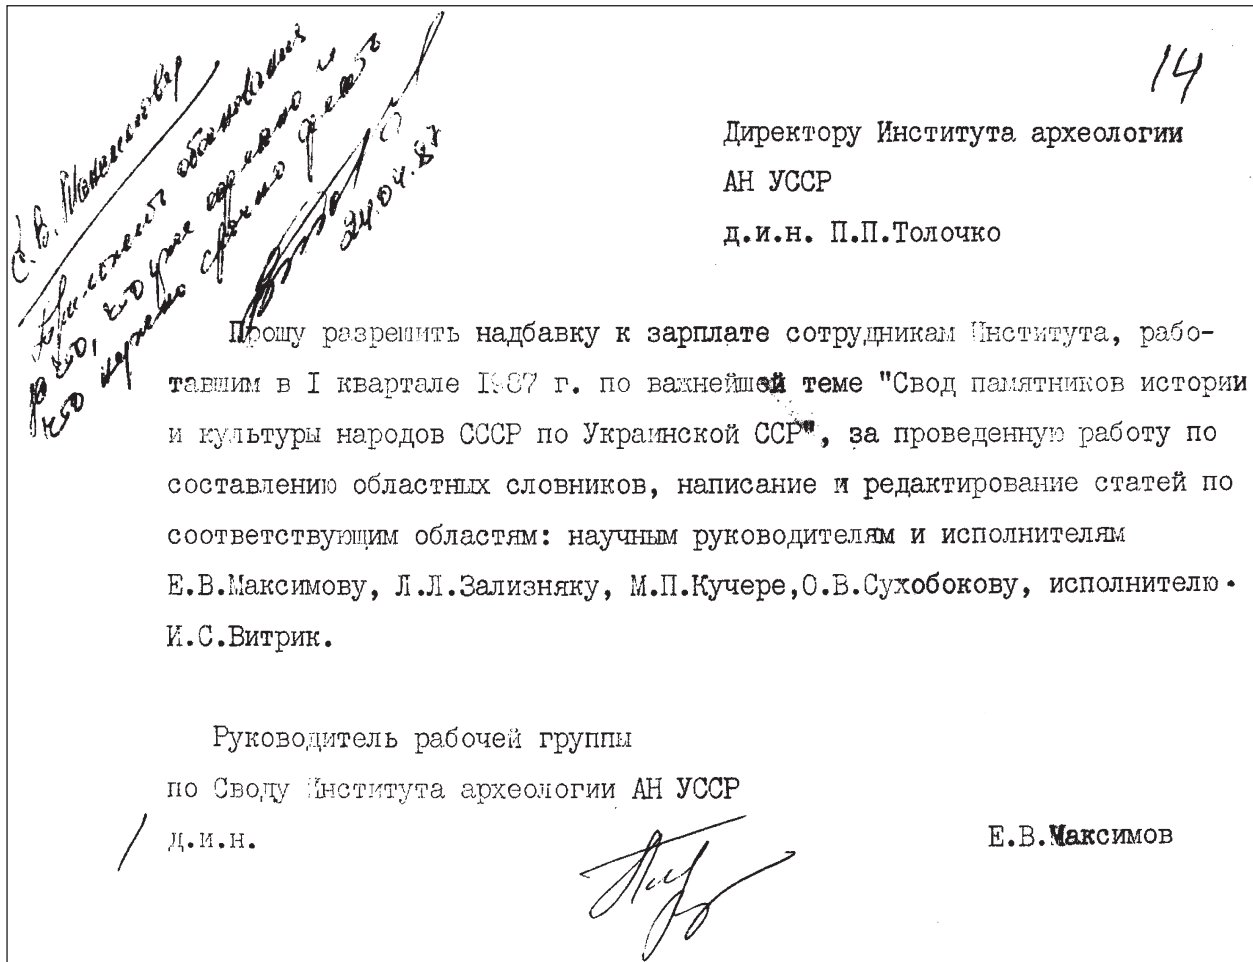 14
Директору Института археологии
АН УССР
д.и.н. П.П.Толочко
Е.В. Максимову
24.04.87
Прошу разрешить надбавку к зарплате сотрудникам Института, рабо-
тавшим в I квартале 1987 г. по важнейшей теме "Свод памятников истории
и культуры народов СССР по Украинской ССР", за проведенную работу по
составлению областных словников, написание и редактирование статей по
соответствующим областям: научным руководителям и исполнителям
Е.В.Максимову, Л.Л.Зализняку, М.П.Кучере,О.В.Сухобокову, исполнителю
И.С.Витрик.
Руководитель рабочей группы
по Своду Института археологии АН УССР
д.и.н.
Е.В.Максимов